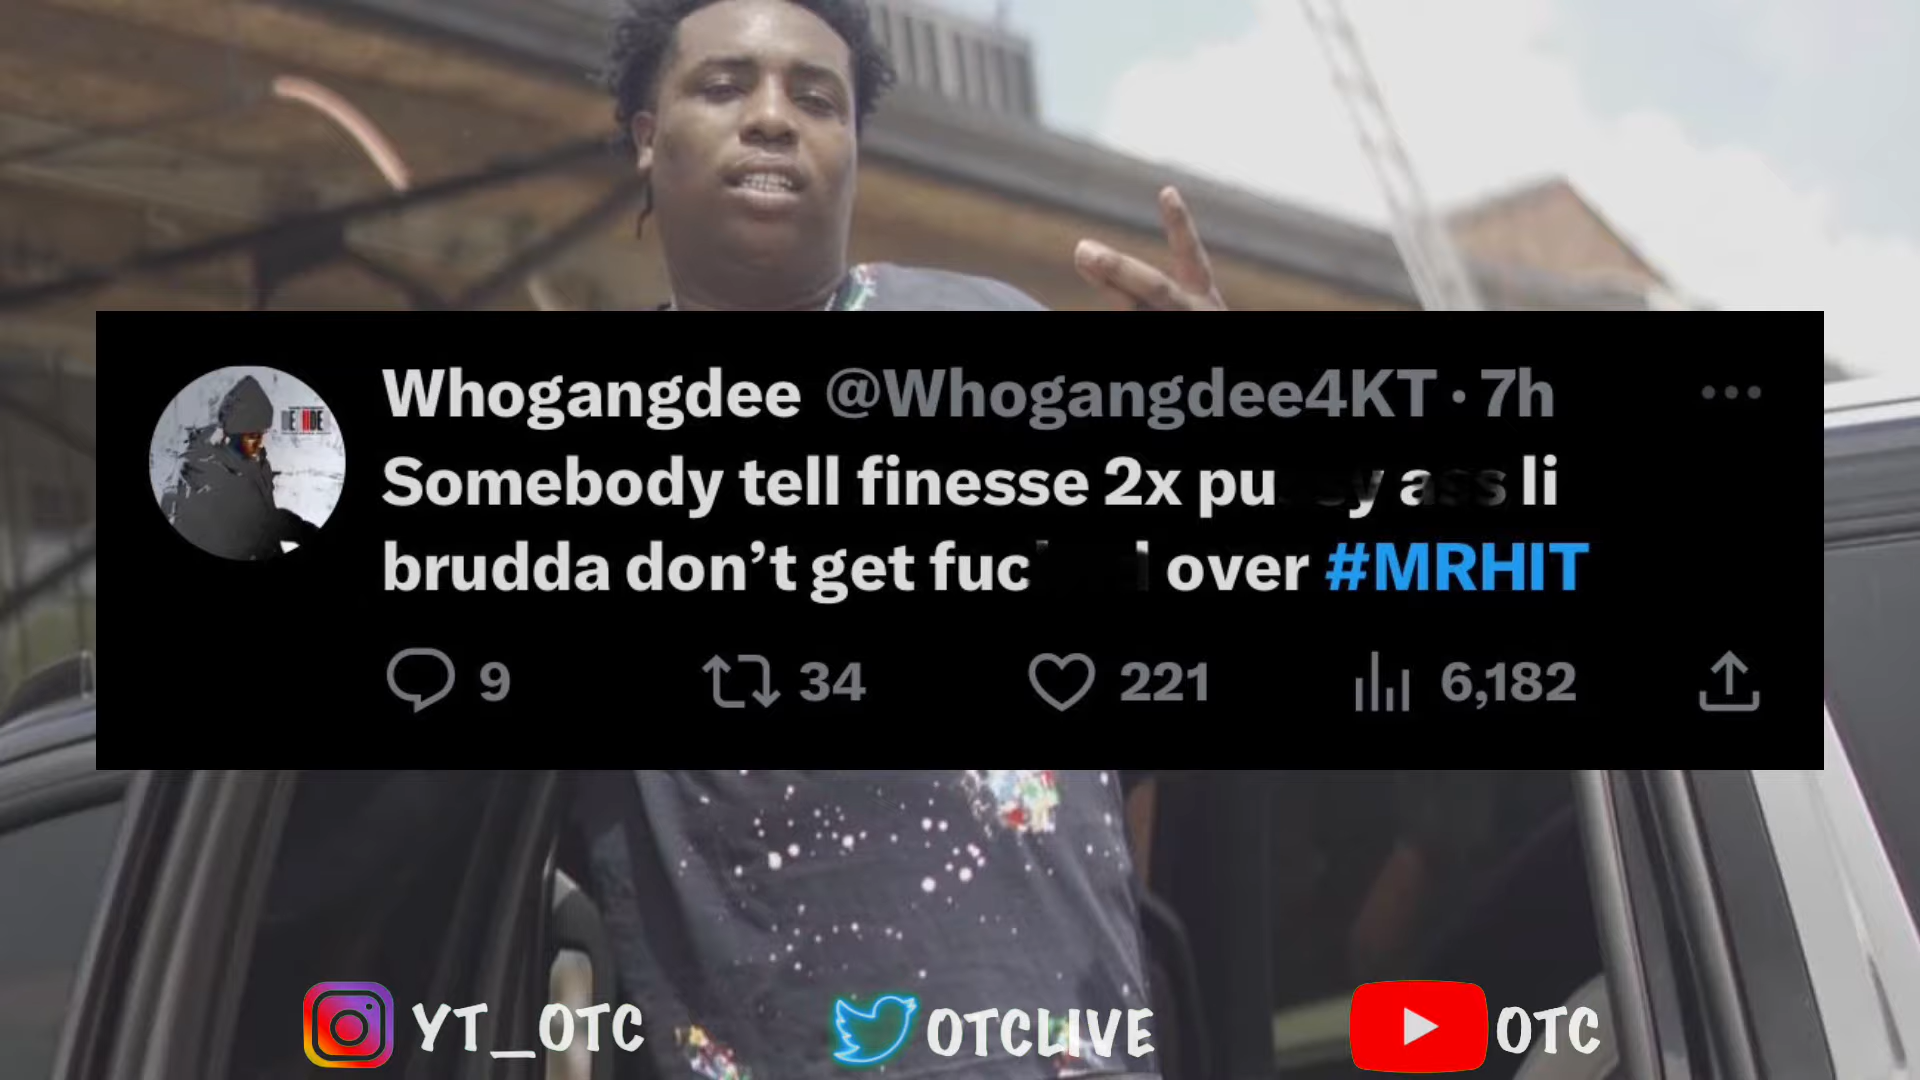 Whogangdee @Whogangdee4KT · 7h
Somebody tell finesse 2x pu y ass li
brudda don't get fuc over #MRHIT
9 34 221 6,182
YT_OTC OTCLIVE OTC